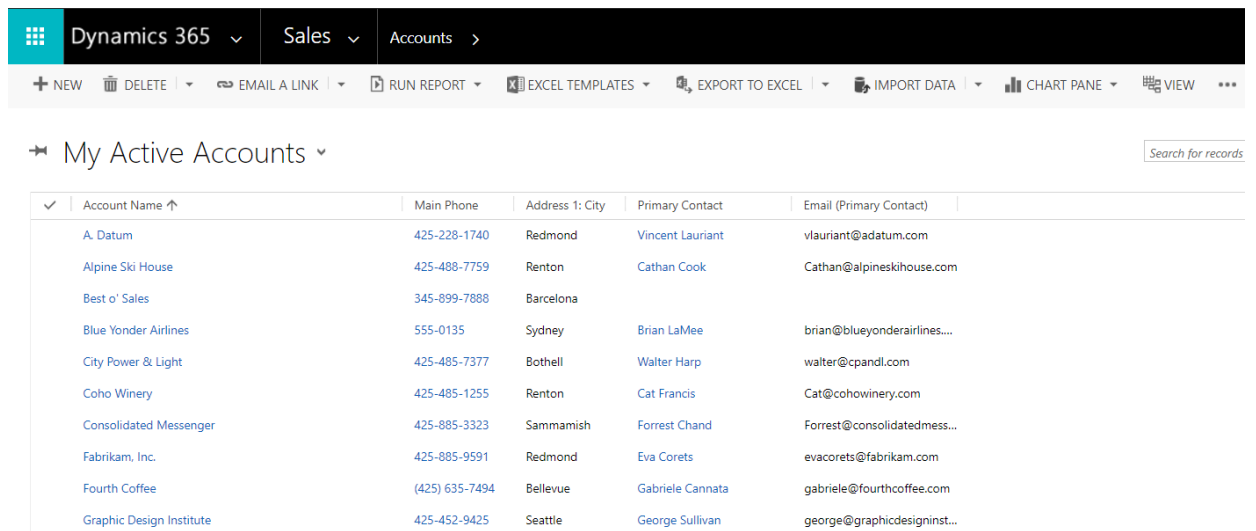 Dynamics 365 Sales Accounts
NEW DELETE EMAIL A LINK RUN REPORT EXCEL TEMPLATES EXPORT TO EXCEL IMPORT DATA CHART PANE VIEW
My Active Accounts
Search for records
Account Name Main Phone Address 1: City Primary Contact Email (Primary Contact)
A. Datum 425-228-1740 Redmond Vincent Lauriant vlauriant@adatum.com
Alpine Ski House 425-488-7759 Renton Cathan Cook Cathan@alpineskihouse.com
Best o' Sales 345-899-7888 Barcelona
Blue Yonder Airlines 555-0135 Sydney Brian LaMee brian@blueyonderairlines....
City Power & Light 425-485-7377 Bothell Walter Harp walter@cpandl.com
Coho Winery 425-485-1255 Renton Cat Francis Cat@cohowinery.com
Consolidated Messenger 425-885-3323 Sammamish Forrest Chand Forrest@consolidatedmess...
Fabrikam, Inc. 425-885-9591 Redmond Eva Corets evacorets@fabrikam.com
Fourth Coffee (425) 635-7494 Bellevue Gabriele Cannata gabriele@fourthcoffee.com
Graphic Design Institute 425-452-9425 Seattle George Sullivan george@graphicdesigninst...